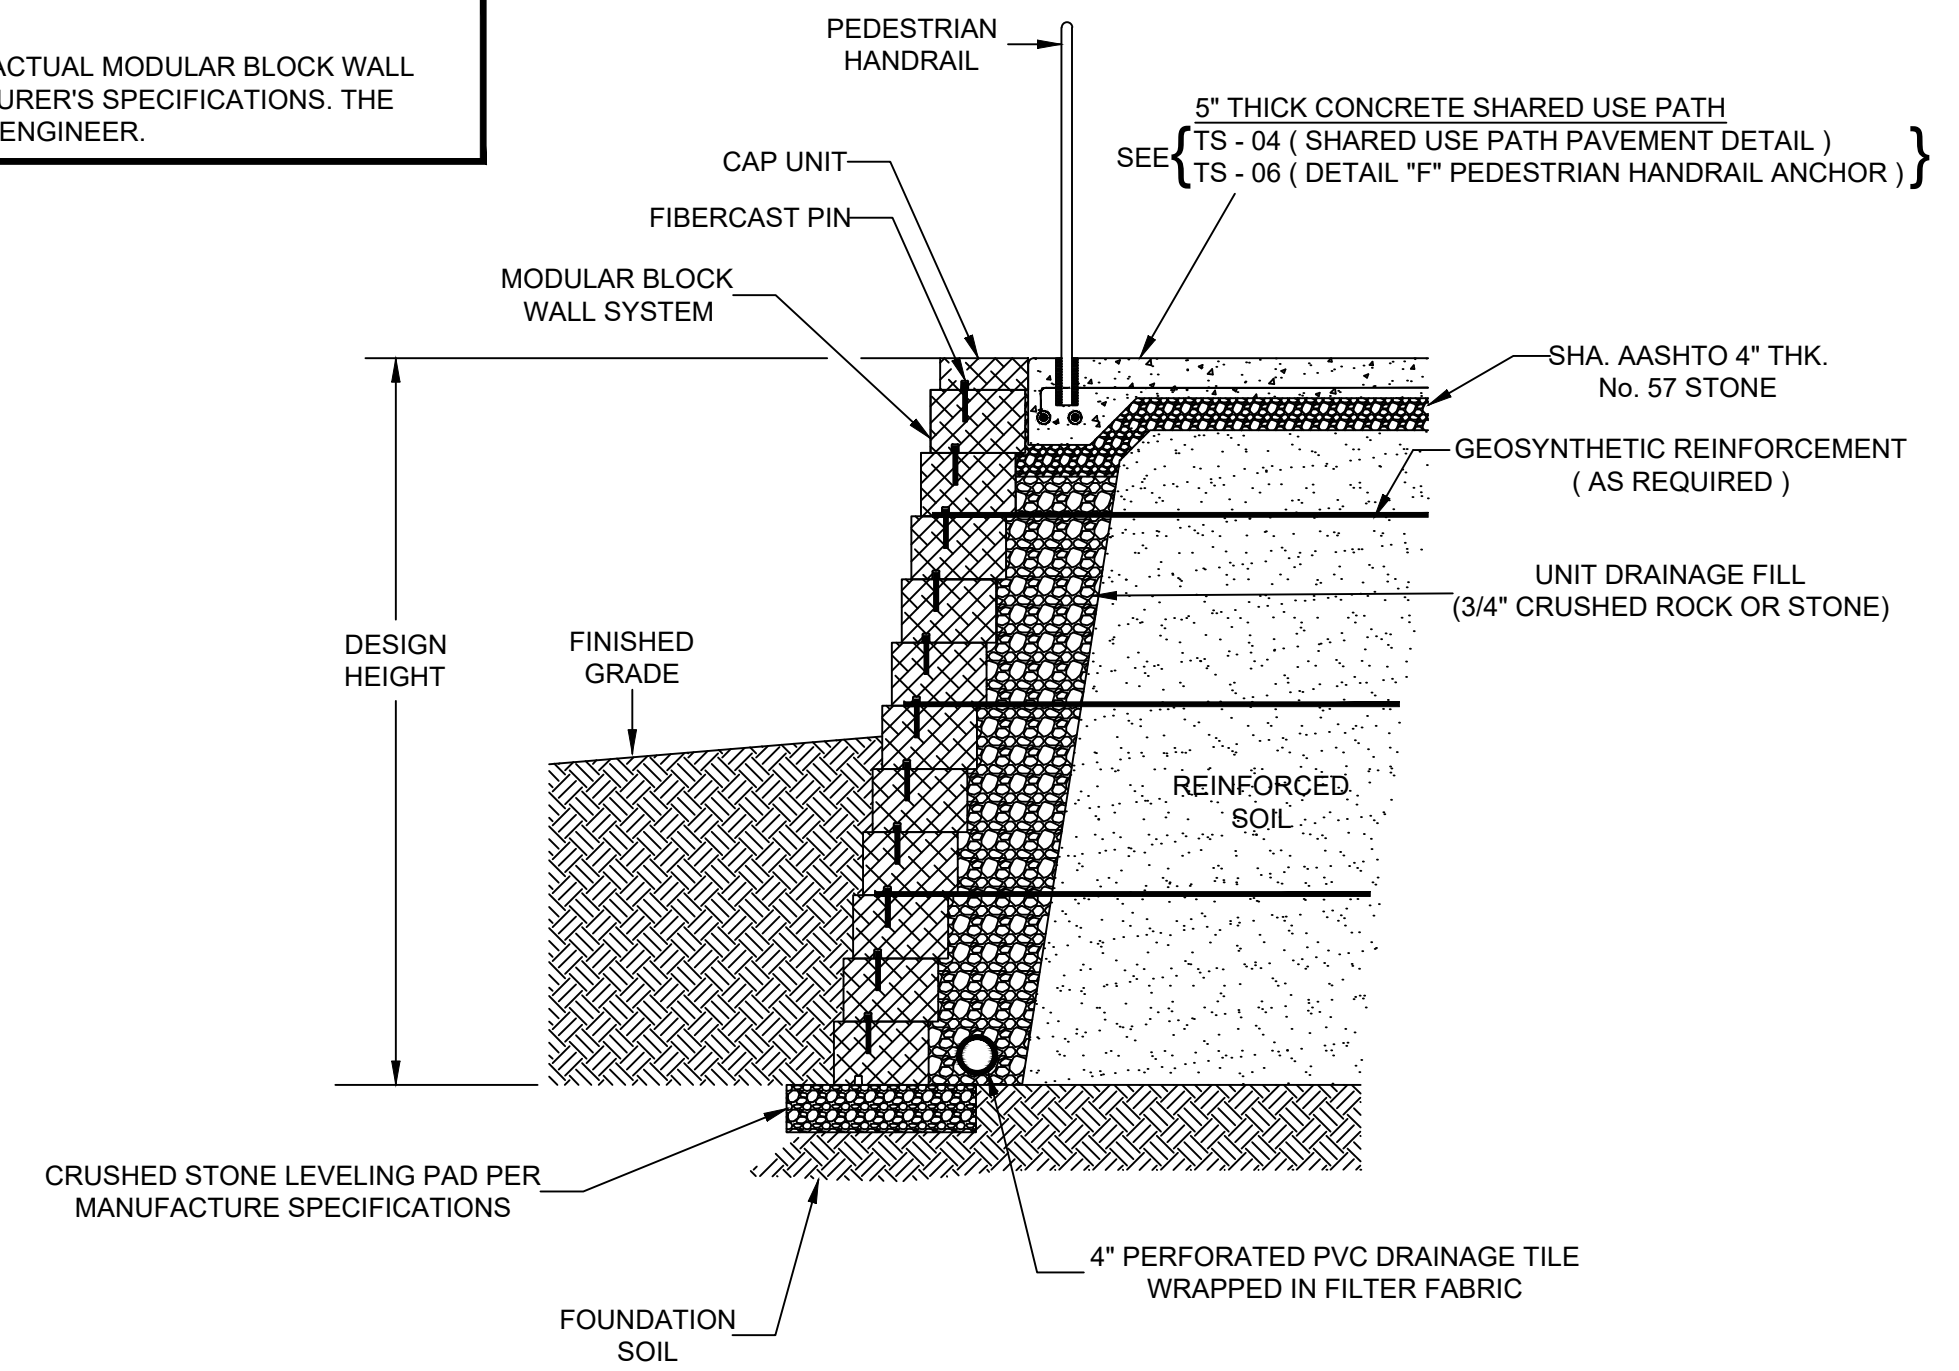 ACTUAL MODULAR BLOCK WALL
URER'S SPECIFICATIONS. THE
ENGINEER.
PEDESTRIAN
HANDRAIL
5" THICK CONCRETE SHARED USE PATH
SEE { TS - 04 ( SHARED USE PATH PAVEMENT DETAIL )
TS - 06 ( DETAIL "F" PEDESTRIAN HANDRAIL ANCHOR ) }
CAP UNIT
FIBERCAST PIN
MODULAR BLOCK
WALL SYSTEM
SHA. AASHTO 4" THK.
No. 57 STONE
GEOSYNTHETIC REINFORCEMENT
( AS REQUIRED )
UNIT DRAINAGE FILL
(3/4" CRUSHED ROCK OR STONE)
DESIGN
HEIGHT
FINISHED
GRADE
REINFORCED
SOIL
CRUSHED STONE LEVELING PAD PER
MANUFACTURE SPECIFICATIONS
4" PERFORATED PVC DRAINAGE TILE
WRAPPED IN FILTER FABRIC
FOUNDATION
SOIL